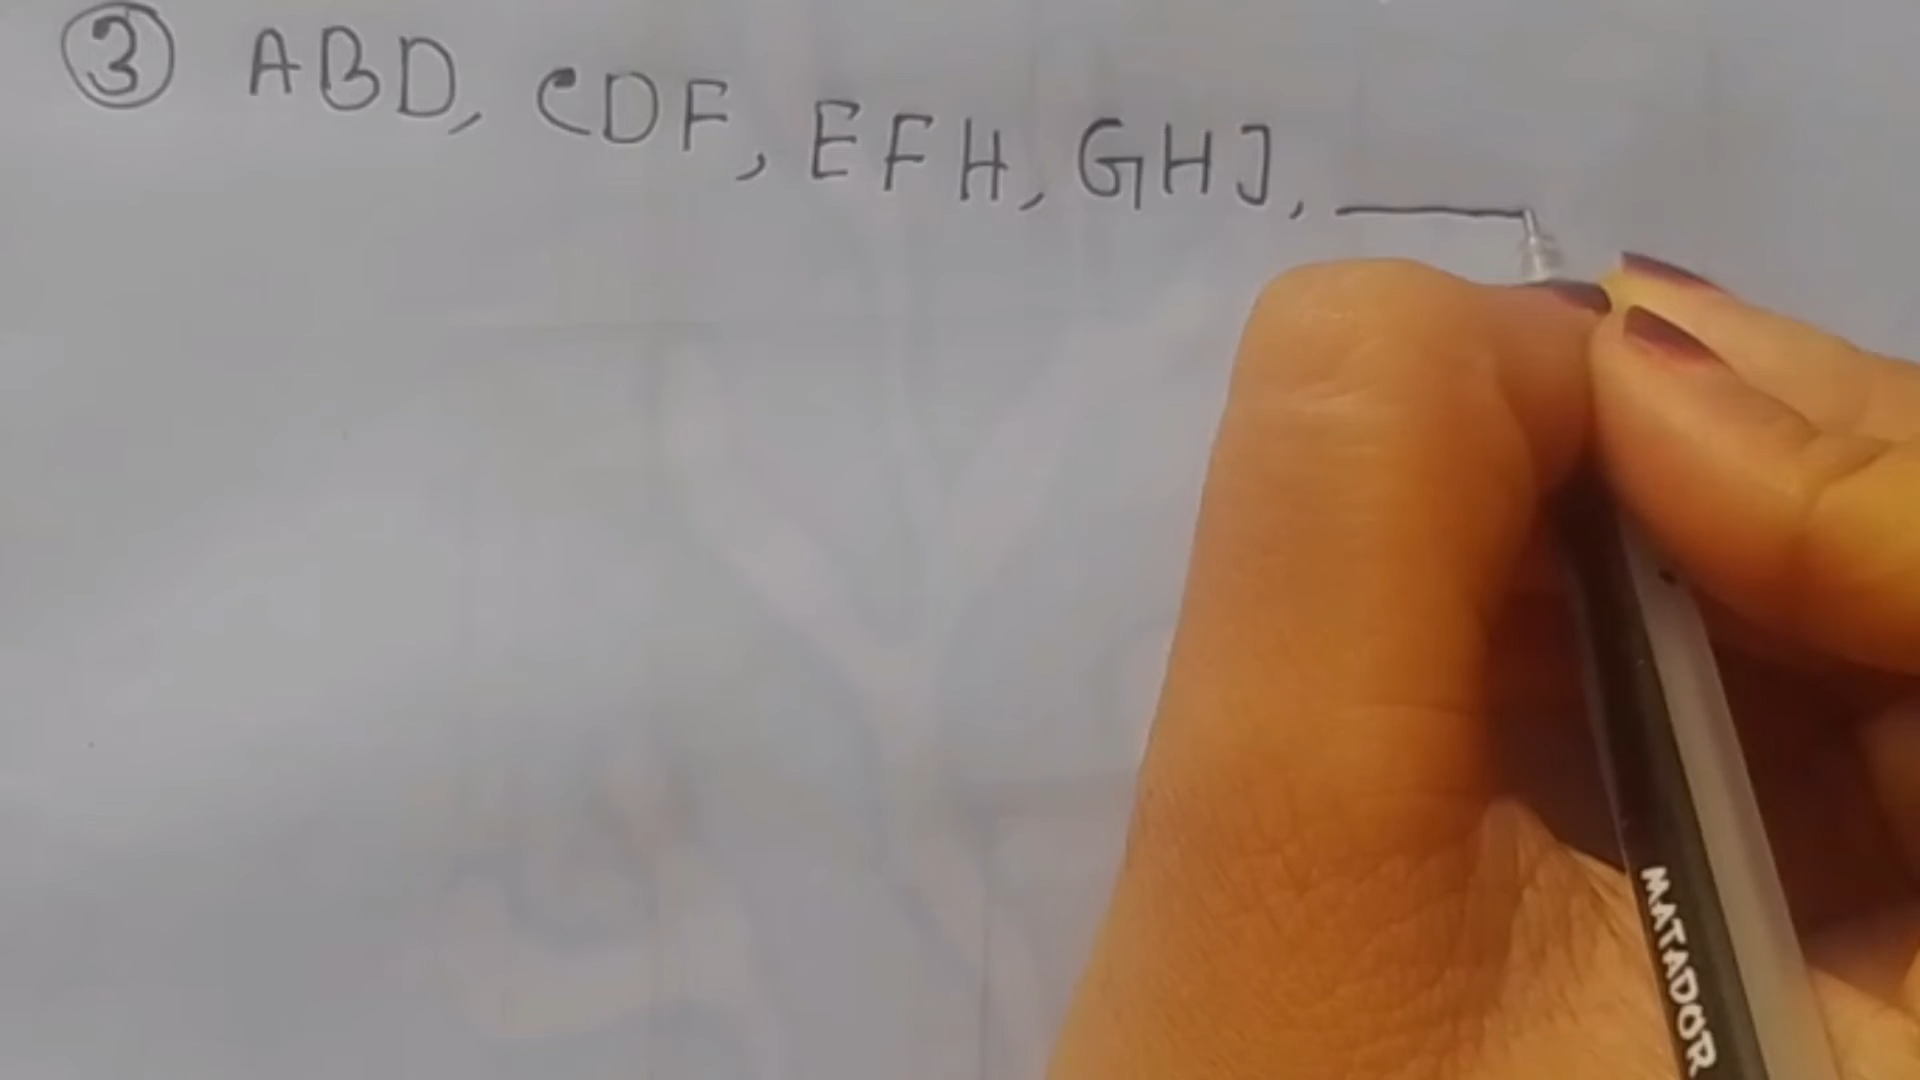 ③ ABD, CDF, EFH, GHJ, ____
MATADOR